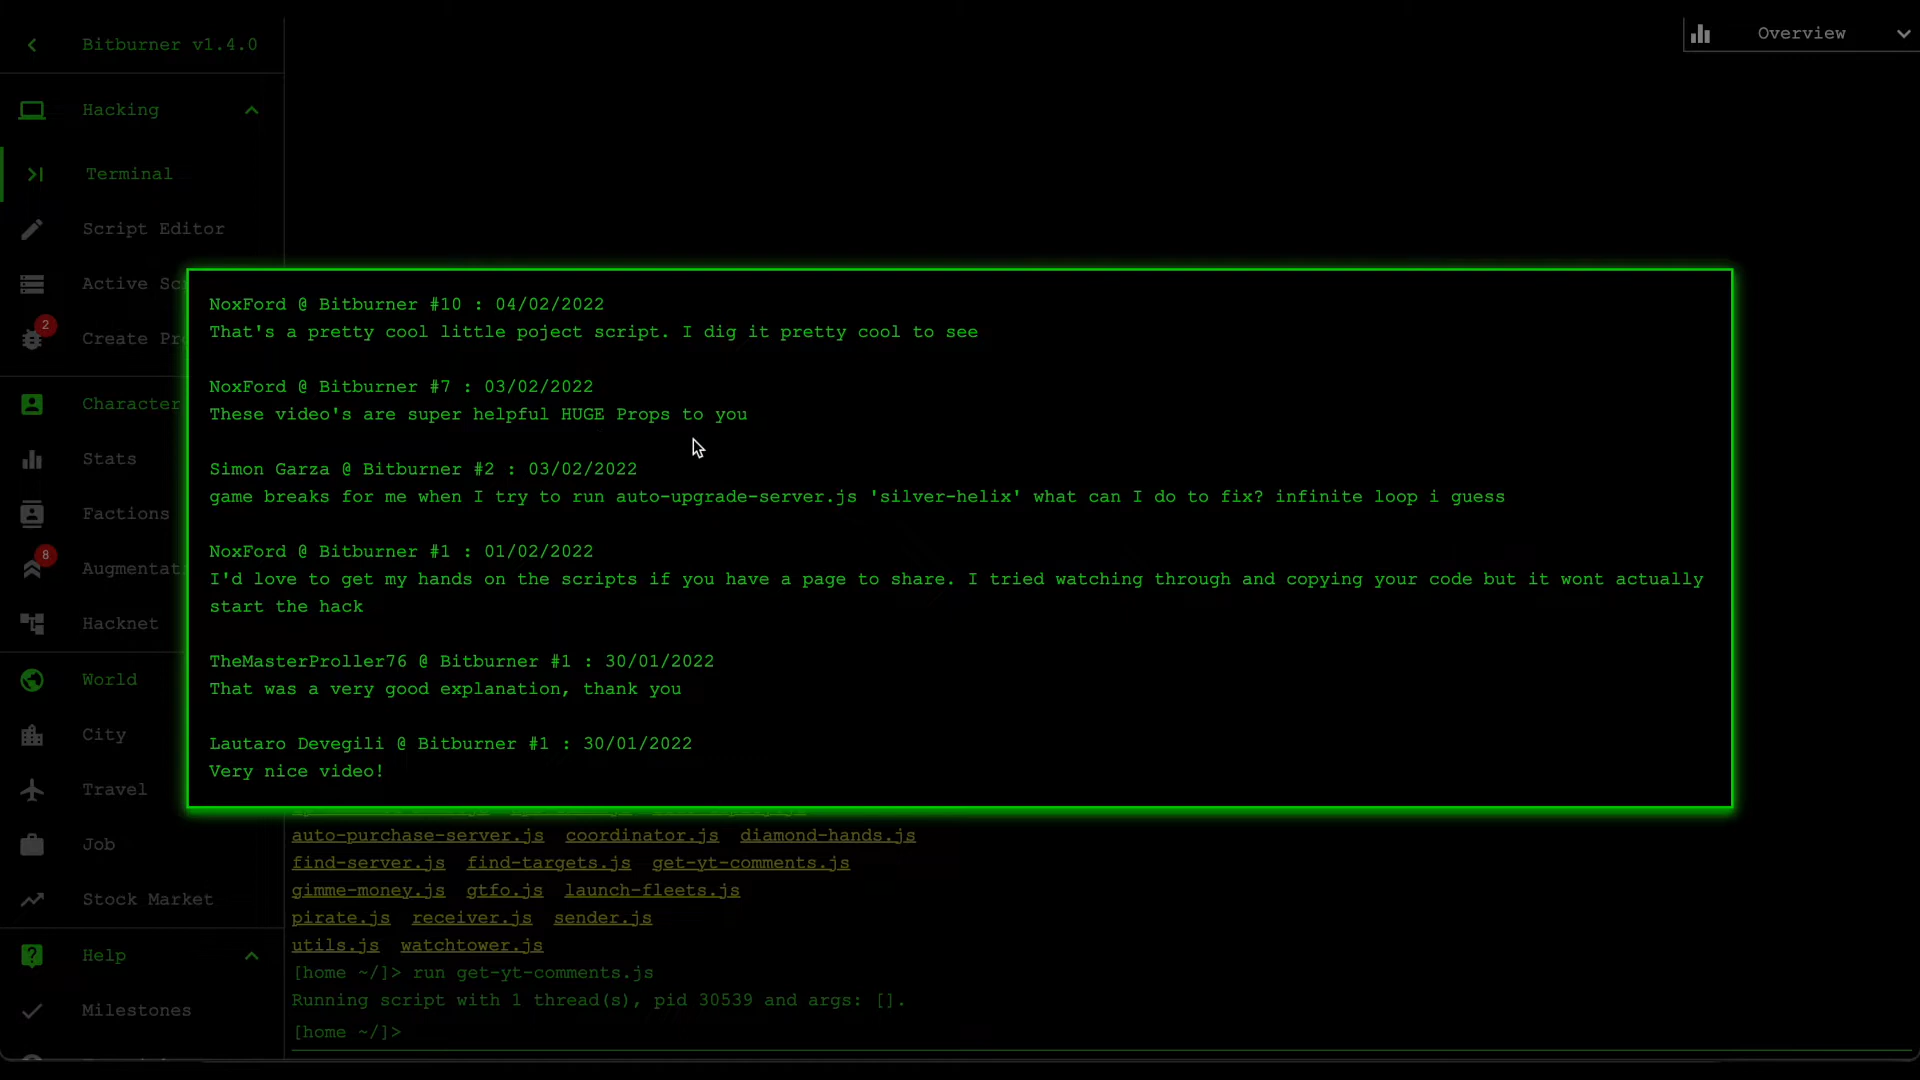 Bitburner v1.4.0
Overview
Hacking
Terminal
Script Editor
Active Sc
2
Create Pr
Character
Stats
Factions
8
Augmentat
Hacknet
World
City
Travel
Job
Stock Market
Help
Milestones
NoxFord @ Bitburner #10 : 04/02/2022
That's a pretty cool little poject script. I dig it pretty cool to see
NoxFord @ Bitburner #7 : 03/02/2022
These video's are super helpful HUGE Props to you
Simon Garza @ Bitburner #2 : 03/02/2022
game breaks for me when I try to run auto-upgrade-server.js 'silver-helix' what can I do to fix? infinite loop i guess
NoxFord @ Bitburner #1 : 01/02/2022
I'd love to get my hands on the scripts if you have a page to share. I tried watching through and copying your code but it wont actually
start the hack
TheMasterProller76 @ Bitburner #1 : 30/01/2022
That was a very good explanation, thank you
Lautaro Devegili @ Bitburner #1 : 30/01/2022
Very nice video!
auto-purchase-server.js coordinator.js diamond-hands.js
find-server.js find-targets.js get-yt-comments.js
gimme-money.js gtfo.js launch-fleets.js
pirate.js receiver.js sender.js
utils.js watchtower.js
[home ~/]> run get-yt-comments.js
Running script with 1 thread(s), pid 30539 and args: [].
[home ~/]>